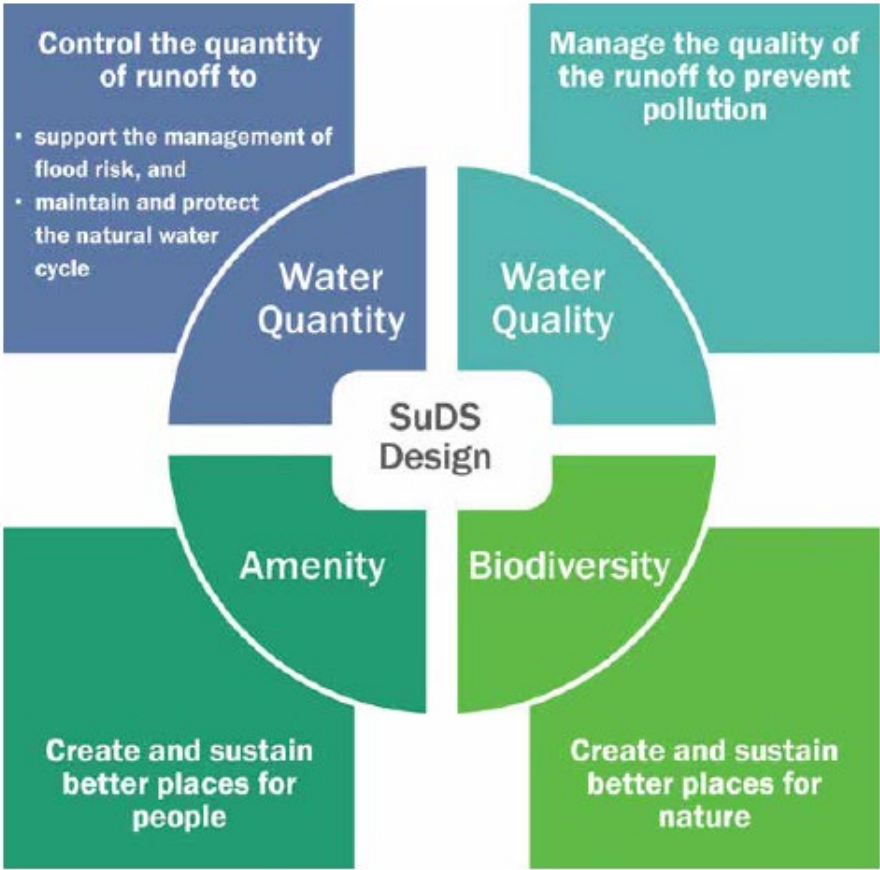 Control the quantity
of runoff to
• support the management of
flood risk, and
• maintain and protect
the natural water
cycle
Water
Quantity
Manage the quality of
the runoff to prevent
pollution
Water
Quality
SuDS
Design
Amenity
Create and sustain
better places for
people
Biodiversity
Create and sustain
better places for
nature